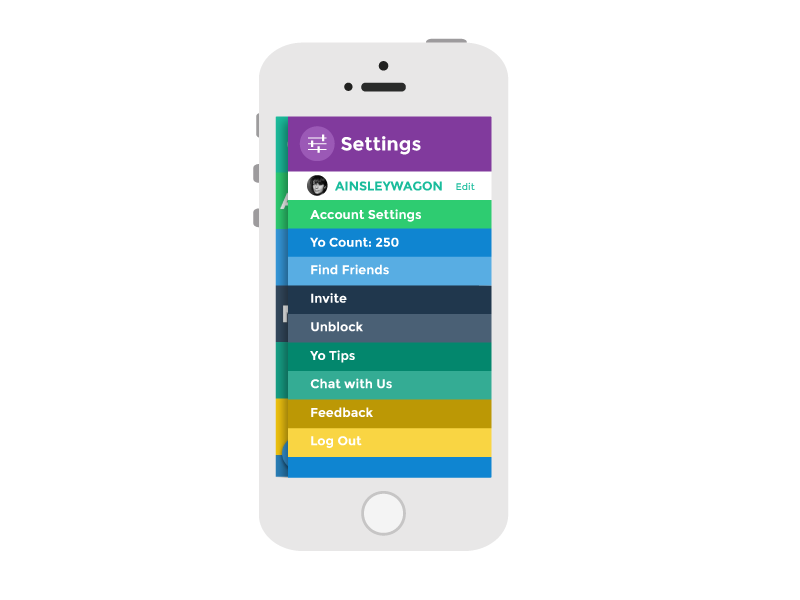 Settings
AINSLEYWAGON Edit
Account Settings
Yo Count: 250
Find Friends
Invite
Unblock
Yo Tips
Chat with Us
Feedback
Log Out